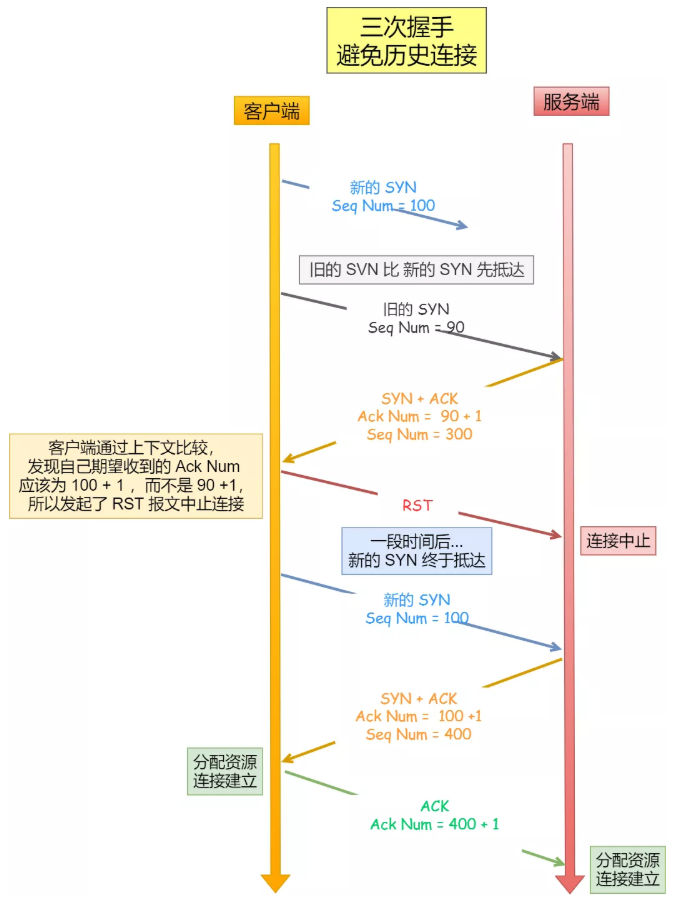 三次握手
避免历史连接
客户端
服务端
新的 SYN
Seq Num = 100
旧的 SVN 比 新的 SYN 先抵达
旧的 SYN
Seq Num = 90
SYN + ACK
Ack Num = 90 + 1
Seq Num = 300
客户端通过上下文比较，
发现自己期望收到的 Ack Num
应该为 100 + 1 ，而不是 90 +1，
所以发起了 RST 报文中止连接
RST
连接中止
一段时间后...
新的 SYN 终于抵达
新的 SYN
Seq Num = 100
SYN + ACK
Ack Num = 100 +1
Seq Num = 400
分配资源
连接建立
ACK
Ack Num = 400 + 1
分配资源
连接建立